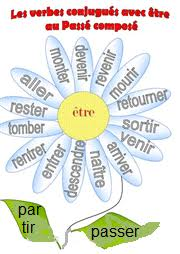 Les verbes conjugués avec être
au Passé composé
être
devenir
revenir
mourir
retourner
sortir
venir
arriver
naître
descendre
entrer
rentrer
tomber
rester
aller
monter
par
tir
passer